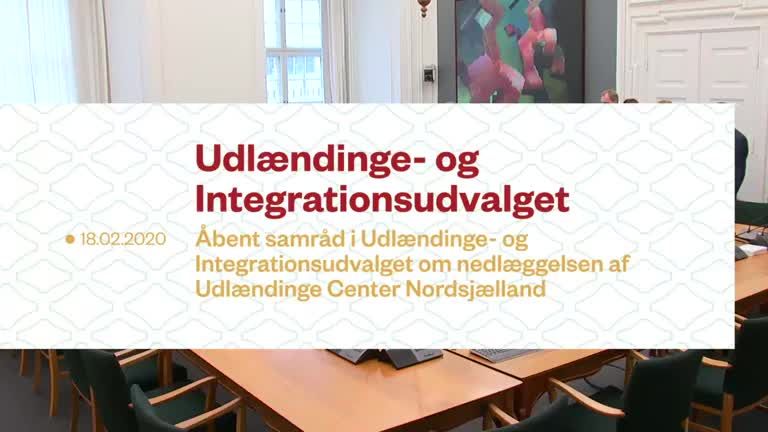 Udlændinge- og
Integrationsudvalget
18.02.2020
Åbent samråd i Udlændinge- og
Integrationsudvalget om nedlæggelsen af
Udlændinge Center Nordsjælland